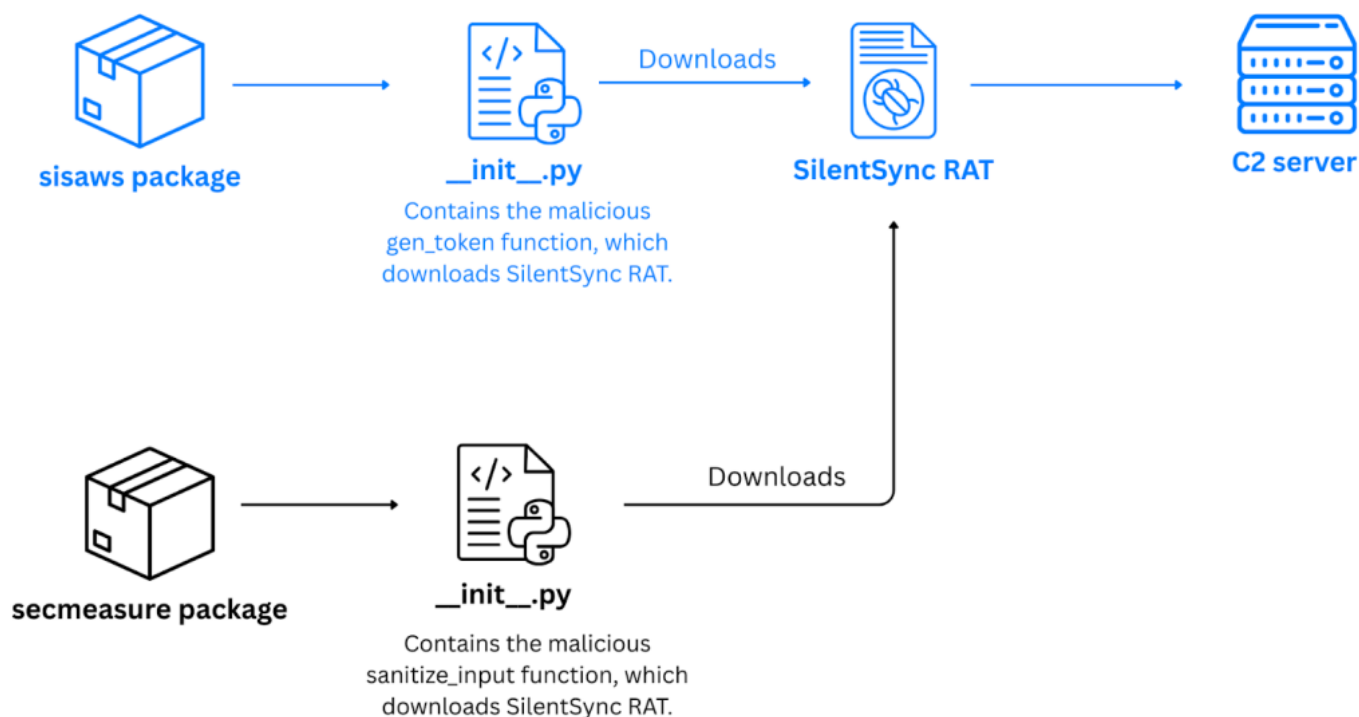 Downloads
sisaws package
__init__.py
SilentSync RAT
C2 server
Contains the malicious
gen_token function, which
downloads SilentSync RAT.
Downloads
secmeasure package
__init__.py
Contains the malicious
sanitize_input function, which
downloads SilentSync RAT.